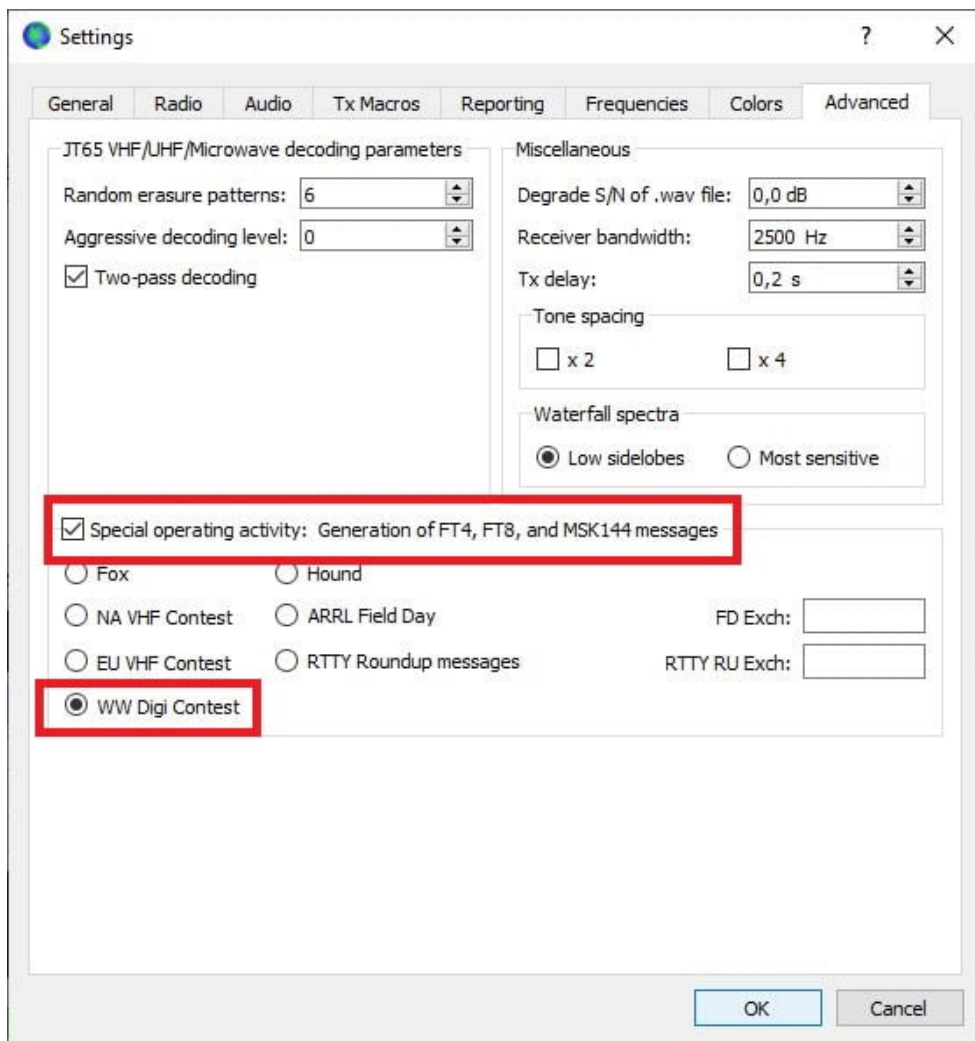 Settings
General Radio Audio Tx Macros Reporting Frequencies Colors Advanced
JT65 VHF/UHF/Microwave decoding parameters
Random erasure patterns: 6
Aggressive decoding level: 0
Two-pass decoding
Miscellaneous
Degrade S/N of .wav file: 0,0 dB
Receiver bandwidth: 2500 Hz
Tx delay: 0,2 s
Tone spacing
x 2 x 4
Waterfall spectra
Low sidelobes Most sensitive
Special operating activity: Generation of FT4, FT8, and MSK144 messages
Fox Hound
NA VHF Contest ARRL Field Day FD Exch:
EU VHF Contest RTTY Roundup messages RTTY RU Exch:
WW Digi Contest
OK Cancel